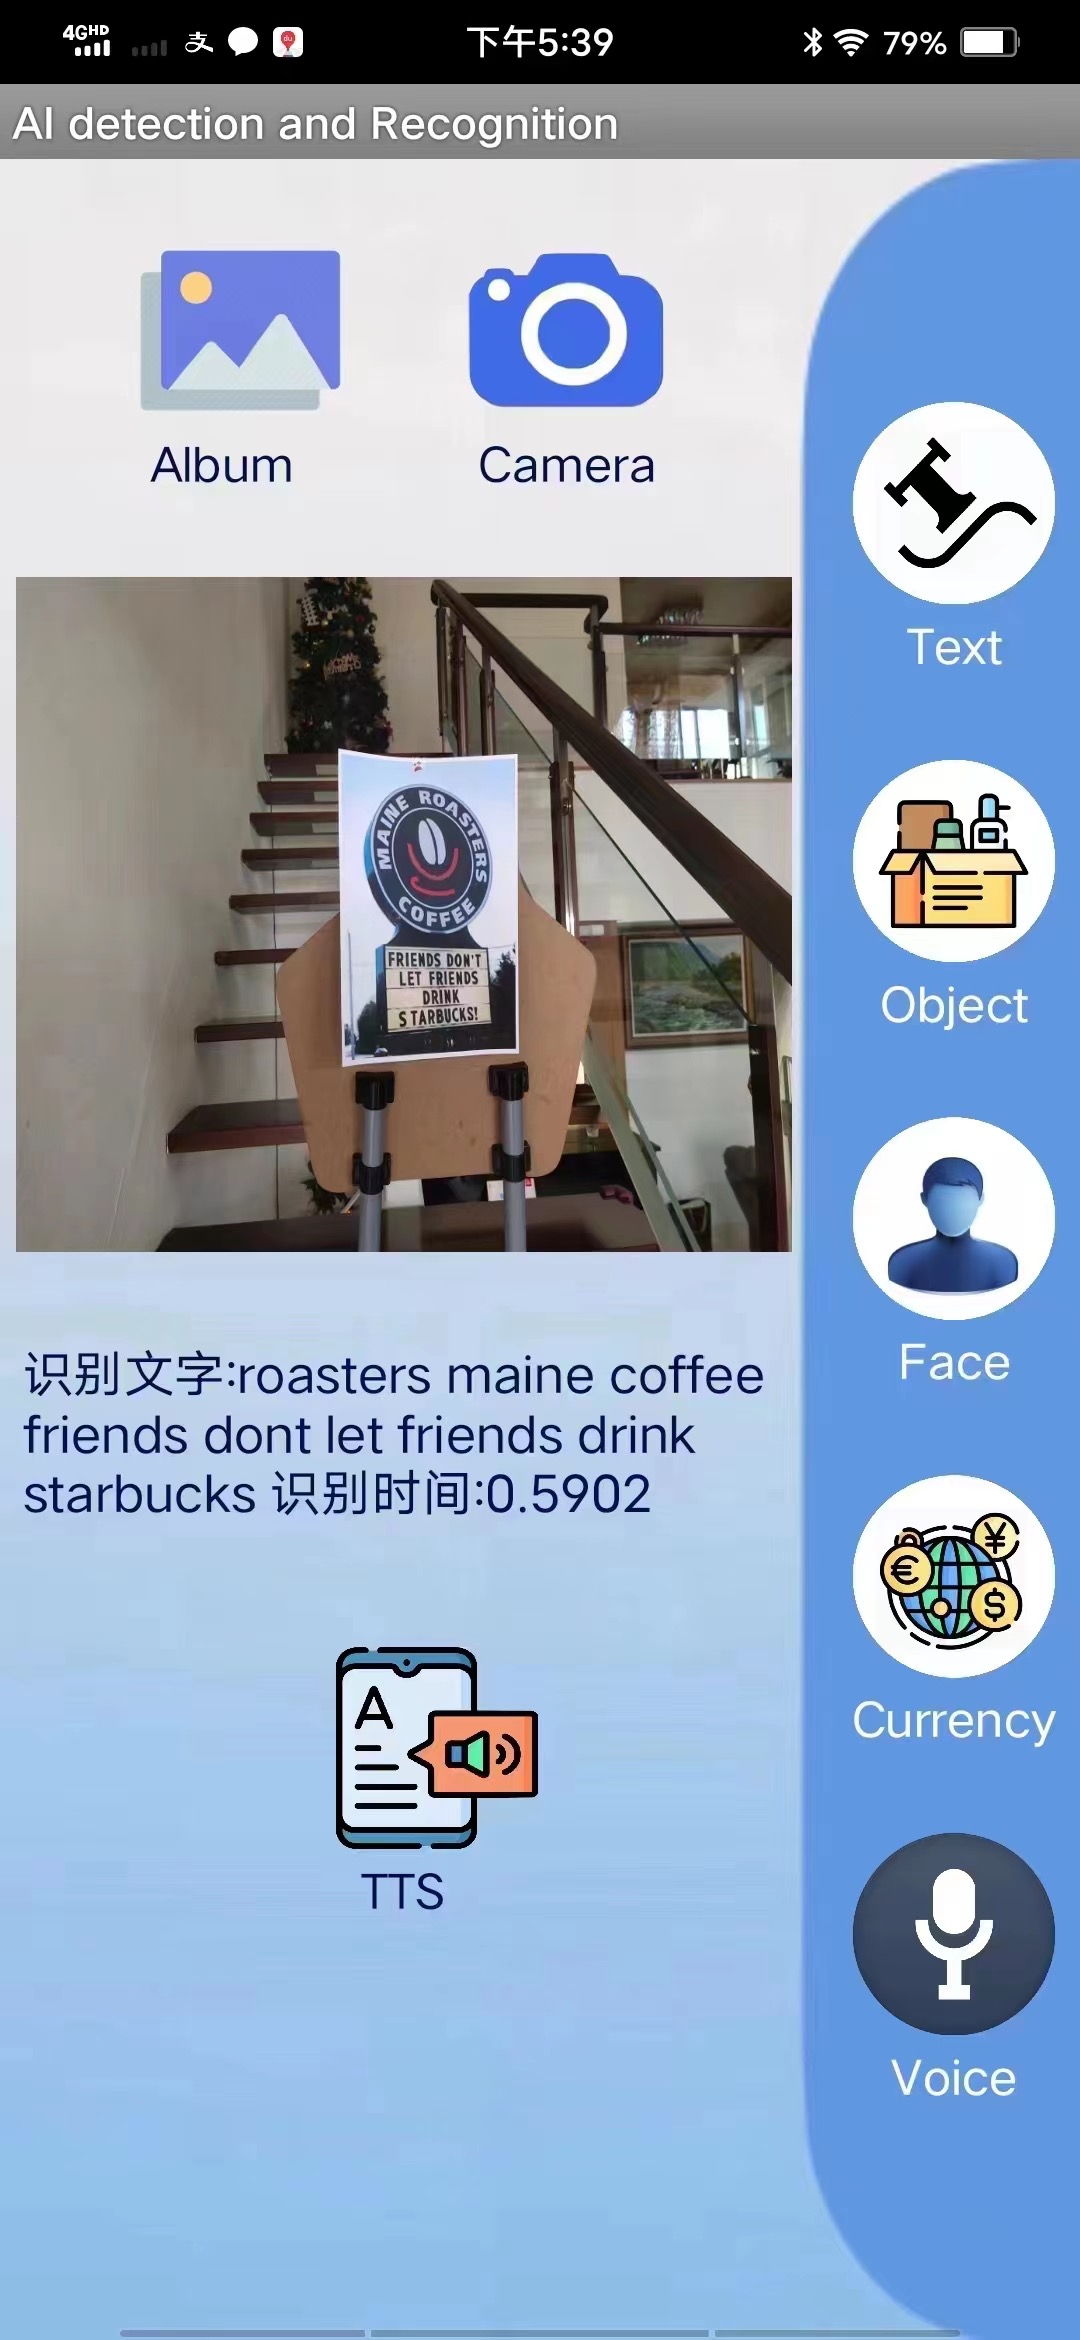 4GHD
支
du
下午5:39
79%
AI detection and Recognition
Album
Camera
Text
MAINE ROASTERS
COFFEE
FRIENDS DON'T
LET FRIENDS
DRINK
STARBUCKS!
Object
Face
识别文字:roasters maine coffee
friends dont let friends drink
starbucks 识别时间:0.5902
€
¥
$
Currency
A
TTS
Voice